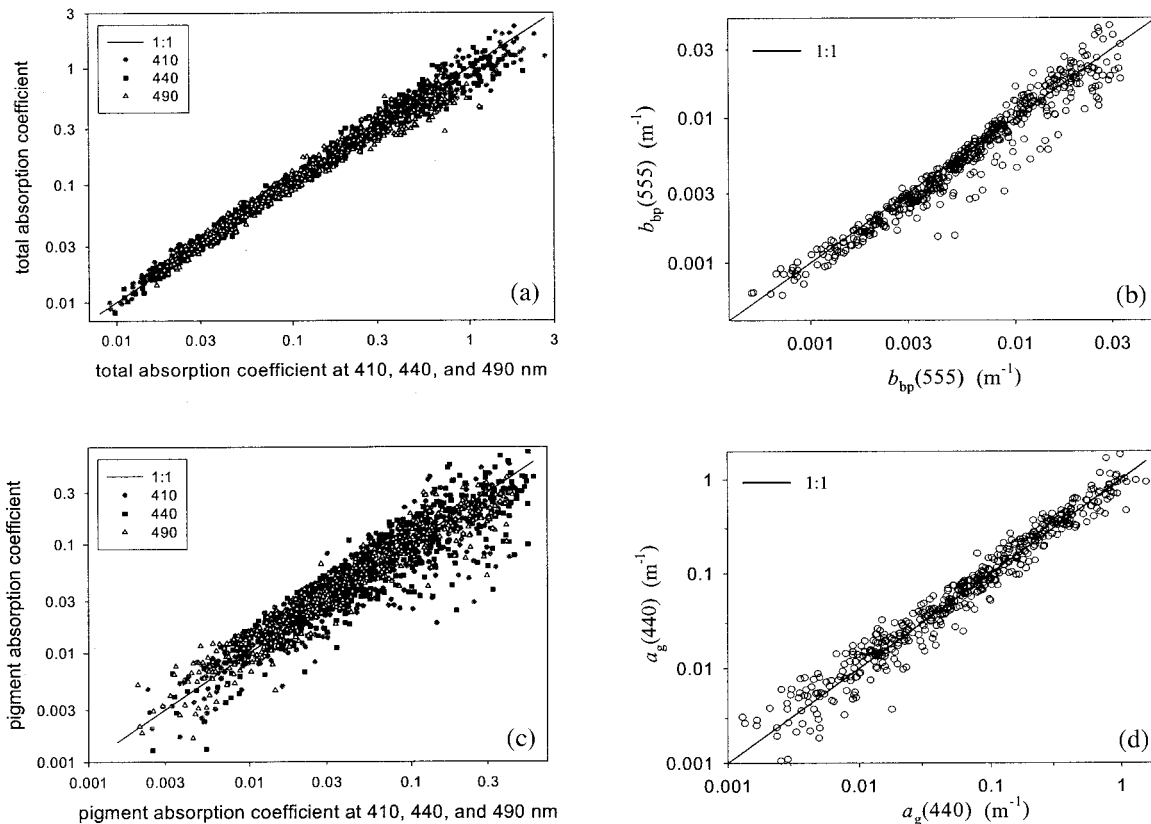 3
1
0.3
0.1
0.03
0.01
total absorption coefficient
1:1
410
440
490
(a)
0.01 0.03 0.1 0.3 1 3
total absorption coefficient at 410, 440, and 490 nm
0.03
0.01
0.003
0.001
b_bp(555) (m⁻¹)
1:1
(b)
0.001 0.003 0.01 0.03
b_bp(555) (m⁻¹)
0.3
0.1
0.03
0.01
0.003
0.001
pigment absorption coefficient
1:1
410
440
490
(c)
0.001 0.003 0.01 0.03 0.1 0.3
pigment absorption coefficient at 410, 440, and 490 nm
1
0.1
0.01
0.001
a_g(440) (m⁻¹)
1:1
(d)
0.001 0.01 0.1 1
a_g(440) (m⁻¹)